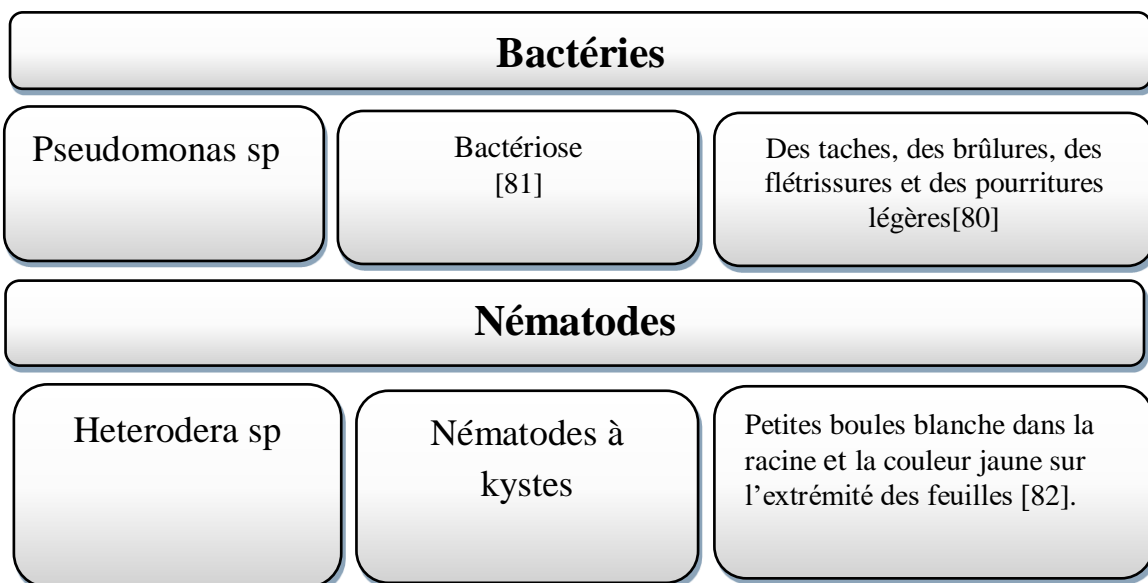 Bactéries
Pseudomonas sp
Bactériose
[81]
Des taches, des brûlures, des
flétrissures et des pourritures
légères[80]
Nématodes
Heterodera sp
Nématodes à
kystes
Petites boules blanche dans la
racine et la couleur jaune sur
l’extrémité des feuilles [82].